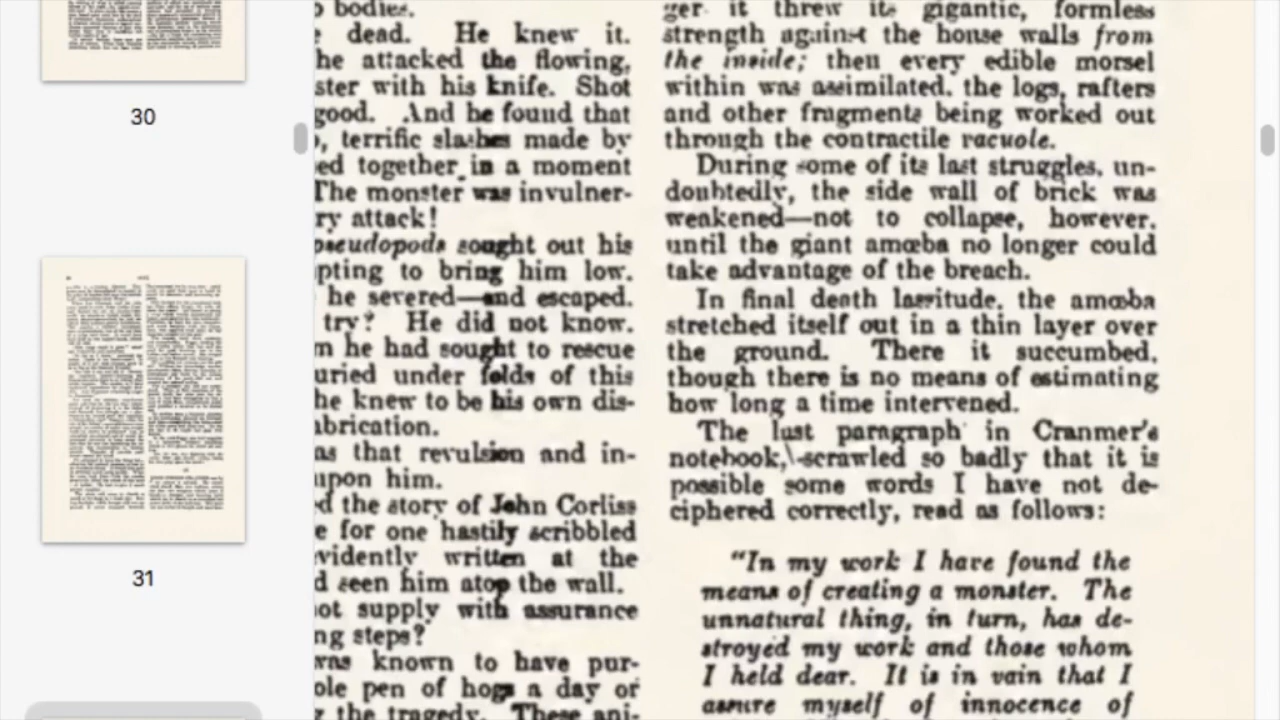 30
31
bodies.
dead. He knew it.
he attacked the flowing,
ster with his knife. Shot
good. And he found that
, terrific slashes made by
ed together in a moment
The monster was invulner-
ry attack!
pseudopods sought out his
pting to bring him low.
he severed—and escaped.
try? He did not know.
m he had sought to rescue
uried under folds of this
he knew to be his own dis-
abrication.
as that revulsion and in-
upon him.
d the story of John Corliss
e for one hastily scribbled
vidently written at the
d seen him atop the wall.
ot supply with assurance
ng steps?
was known to have pur-
ole pen of hogs a day or
the tragedy. These ani-
ger it threw its gigantic, formless
strength against the house walls from
the inside; then every edible morsel
within was assimilated, the logs, rafters
and other fragments being worked out
through the contractile vacuole.
During some of its last struggles, un-
doubtedly, the side wall of brick was
weakened—not to collapse, however,
until the giant amœba no longer could
take advantage of the breach.
In final death lassitude, the amœba
stretched itself out in a thin layer over
the ground. There it succumbed,
though there is no means of estimating
how long a time intervened.
The last paragraph in Cranmer's
notebook, scrawled so badly that it is
possible some words I have not de-
ciphered correctly, read as follows:
"In my work I have found the
means of creating a monster. The
unnatural thing, in turn, has de-
stroyed my work and those whom
I held dear. It is in vain that I
assure myself of innocence of